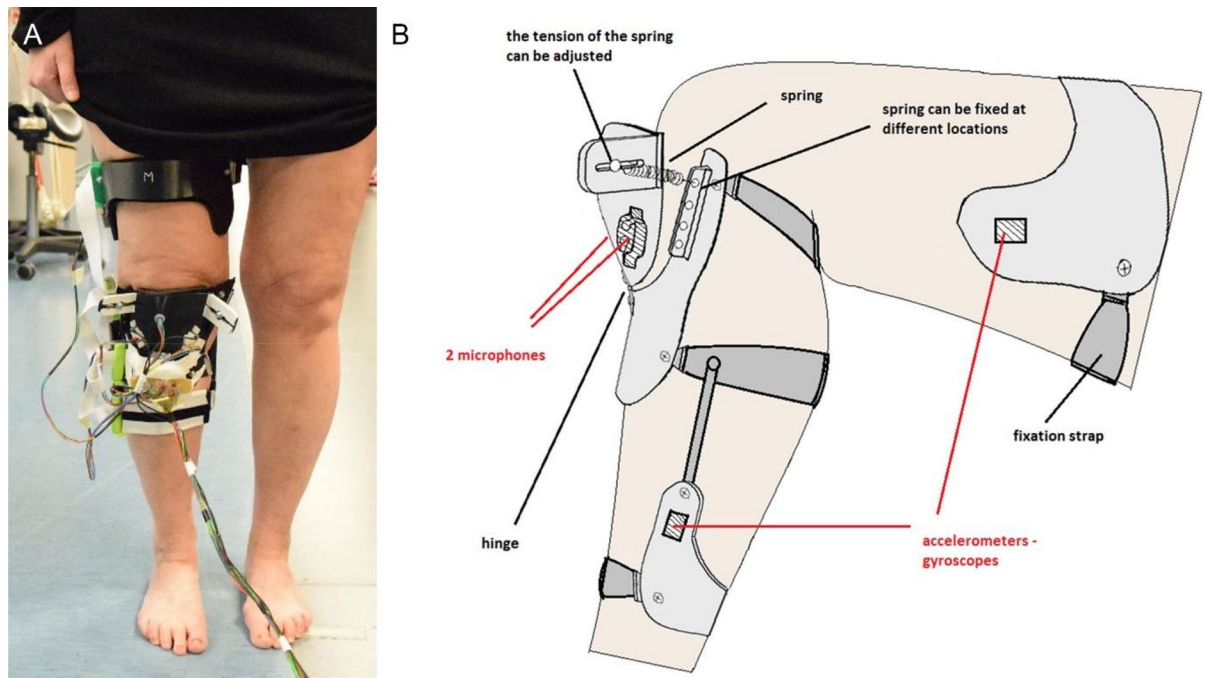 A
M
B
the tension of the spring
can be adjusted
spring
spring can be fixed at
different locations
2 microphones
hinge
fixation strap
accelerometers -
gyroscopes